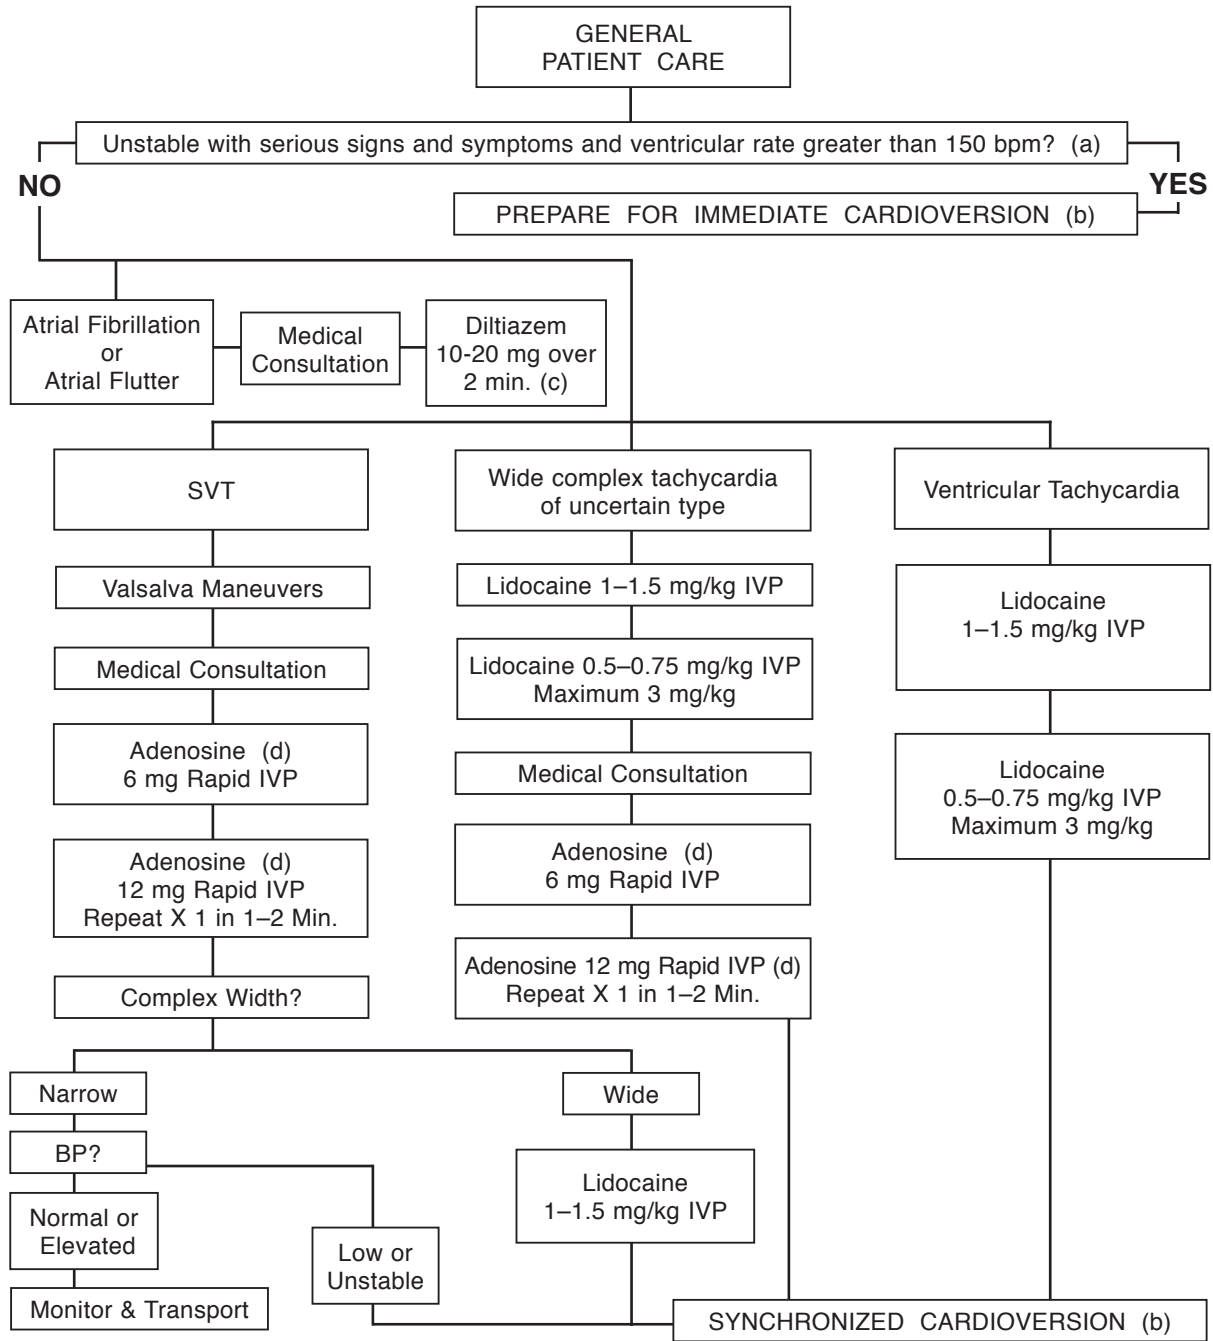 GENERAL
PATIENT CARE
Unstable with serious signs and symptoms and ventricular rate greater than 150 bpm? (a)
NO
YES
PREPARE FOR IMMEDIATE CARDIOVERSION (b)
Atrial Fibrillation
or
Atrial Flutter
Medical
Consultation
Diltiazem
10-20 mg over
2 min. (c)
SVT
Valsalva Maneuvers
Medical Consultation
Adenosine (d)
6 mg Rapid IVP
Adenosine (d)
12 mg Rapid IVP
Repeat X 1 in 1–2 Min.
Complex Width?
Wide complex tachycardia
of uncertain type
Lidocaine 1–1.5 mg/kg IVP
Lidocaine 0.5–0.75 mg/kg IVP
Maximum 3 mg/kg
Medical Consultation
Adenosine (d)
6 mg Rapid IVP
Adenosine 12 mg Rapid IVP (d)
Repeat X 1 in 1–2 Min.
Ventricular Tachycardia
Lidocaine
1–1.5 mg/kg IVP
Lidocaine
0.5–0.75 mg/kg IVP
Maximum 3 mg/kg
Narrow
BP?
Normal or
Elevated
Monitor & Transport
Low or
Unstable
Wide
Lidocaine
1–1.5 mg/kg IVP
SYNCHRONIZED CARDIOVERSION (b)